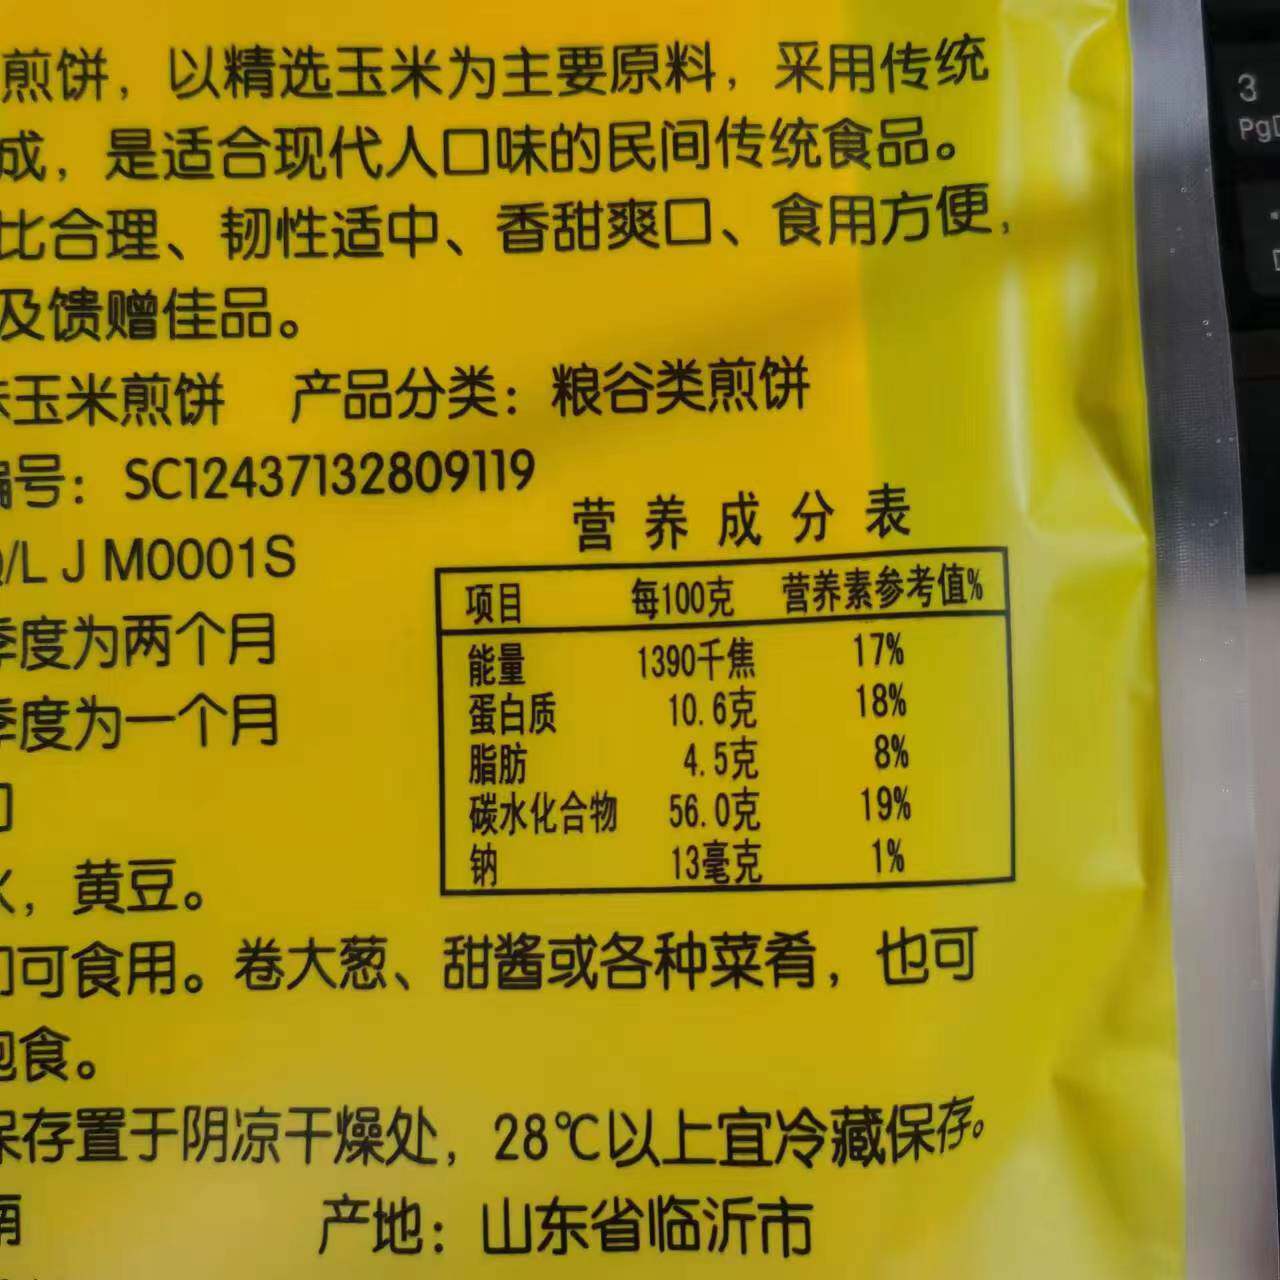 煎饼，以精选玉米为主要原料，采用传统
成，是适合现代人口味的民间传统食品。
比合理、韧性适中、香甜爽口、食用方便，
及馈赠佳品。
玉米煎饼 产品分类：粮谷类煎饼
编号：SC12437132809119
Q/L J M0001S
季度为两个月
季度为一个月
水，黄豆。
即可食用。卷大葱、甜酱或各种菜肴，也可
食。
保存置于阴凉干燥处，28℃以上宜冷藏保存。
产地：山东省临沂市
营养成分表
项目 每100克 营养素参考值%
能量 1390千焦 17%
蛋白质 10.6克 18%
脂肪 4.5克 8%
碳水化合物 56.0克 19%
钠 13毫克 1%
3
Pg